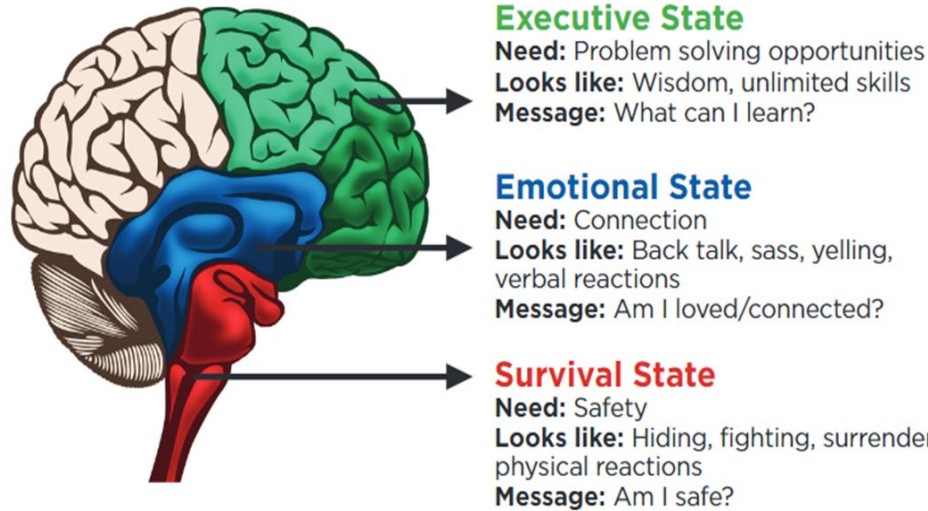 Executive State
Need: Problem solving opportunities
Looks like: Wisdom, unlimited skills
Message: What can I learn?
Emotional State
Need: Connection
Looks like: Back talk, sass, yelling,
verbal reactions
Message: Am I loved/connected?
Survival State
Need: Safety
Looks like: Hiding, fighting, surrender
physical reactions
Message: Am I safe?